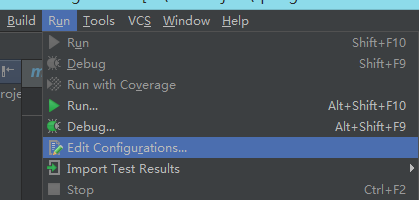 Build Run Tools VCS Window Help
Run Shift+F10
Debug Shift+F9
Run with Coverage
Run... Alt+Shift+F10
Debug... Alt+Shift+F9
Edit Configurations...
Import Test Results
Stop Ctrl+F2